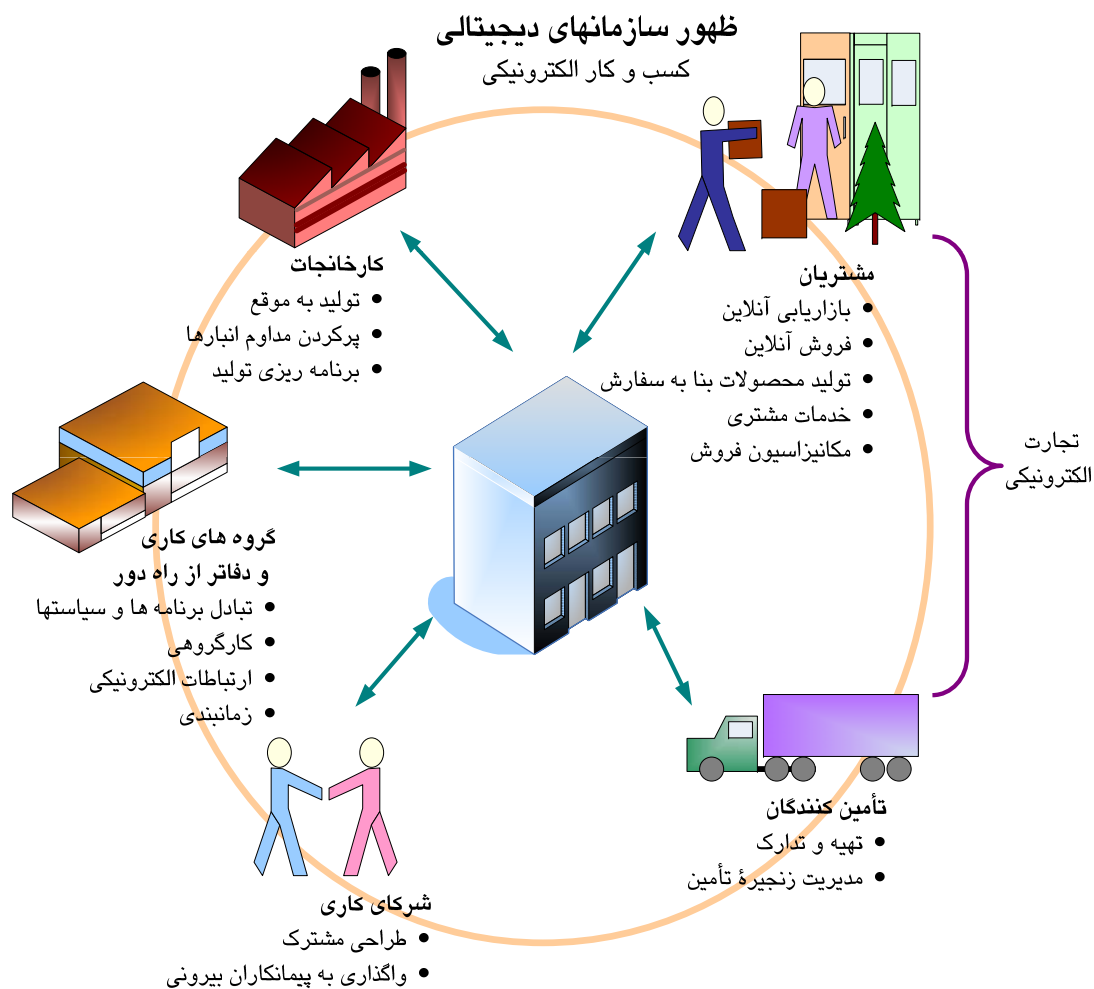 ظهور سازمانهای دیجیتالی
کسب و کار الکترونیکی
مشتریان
• بازاریابی آنلاین
• فروش آنلاین
• تولید محصولات بنا به سفارش
• خدمات مشتری
• مکانیزاسیون فروش
تجارت
الکترونیکی
کارخانجات
• تولید به موقع
• پرکردن مداوم انبارها
• برنامه ریزی تولید
گروه های کاری
و دفاتر از راه دور
• تبادل برنامه ها و سیاستها
• کارگروهی
• ارتباطات الکترونیکی
• زمانبندی
تأمین کنندگان
• تهیه و تدارک
• مدیریت زنجیرۀ تأمین
شرکای کاری
• طراحی مشترک
• واگذاری به پیمانکاران بیرونی